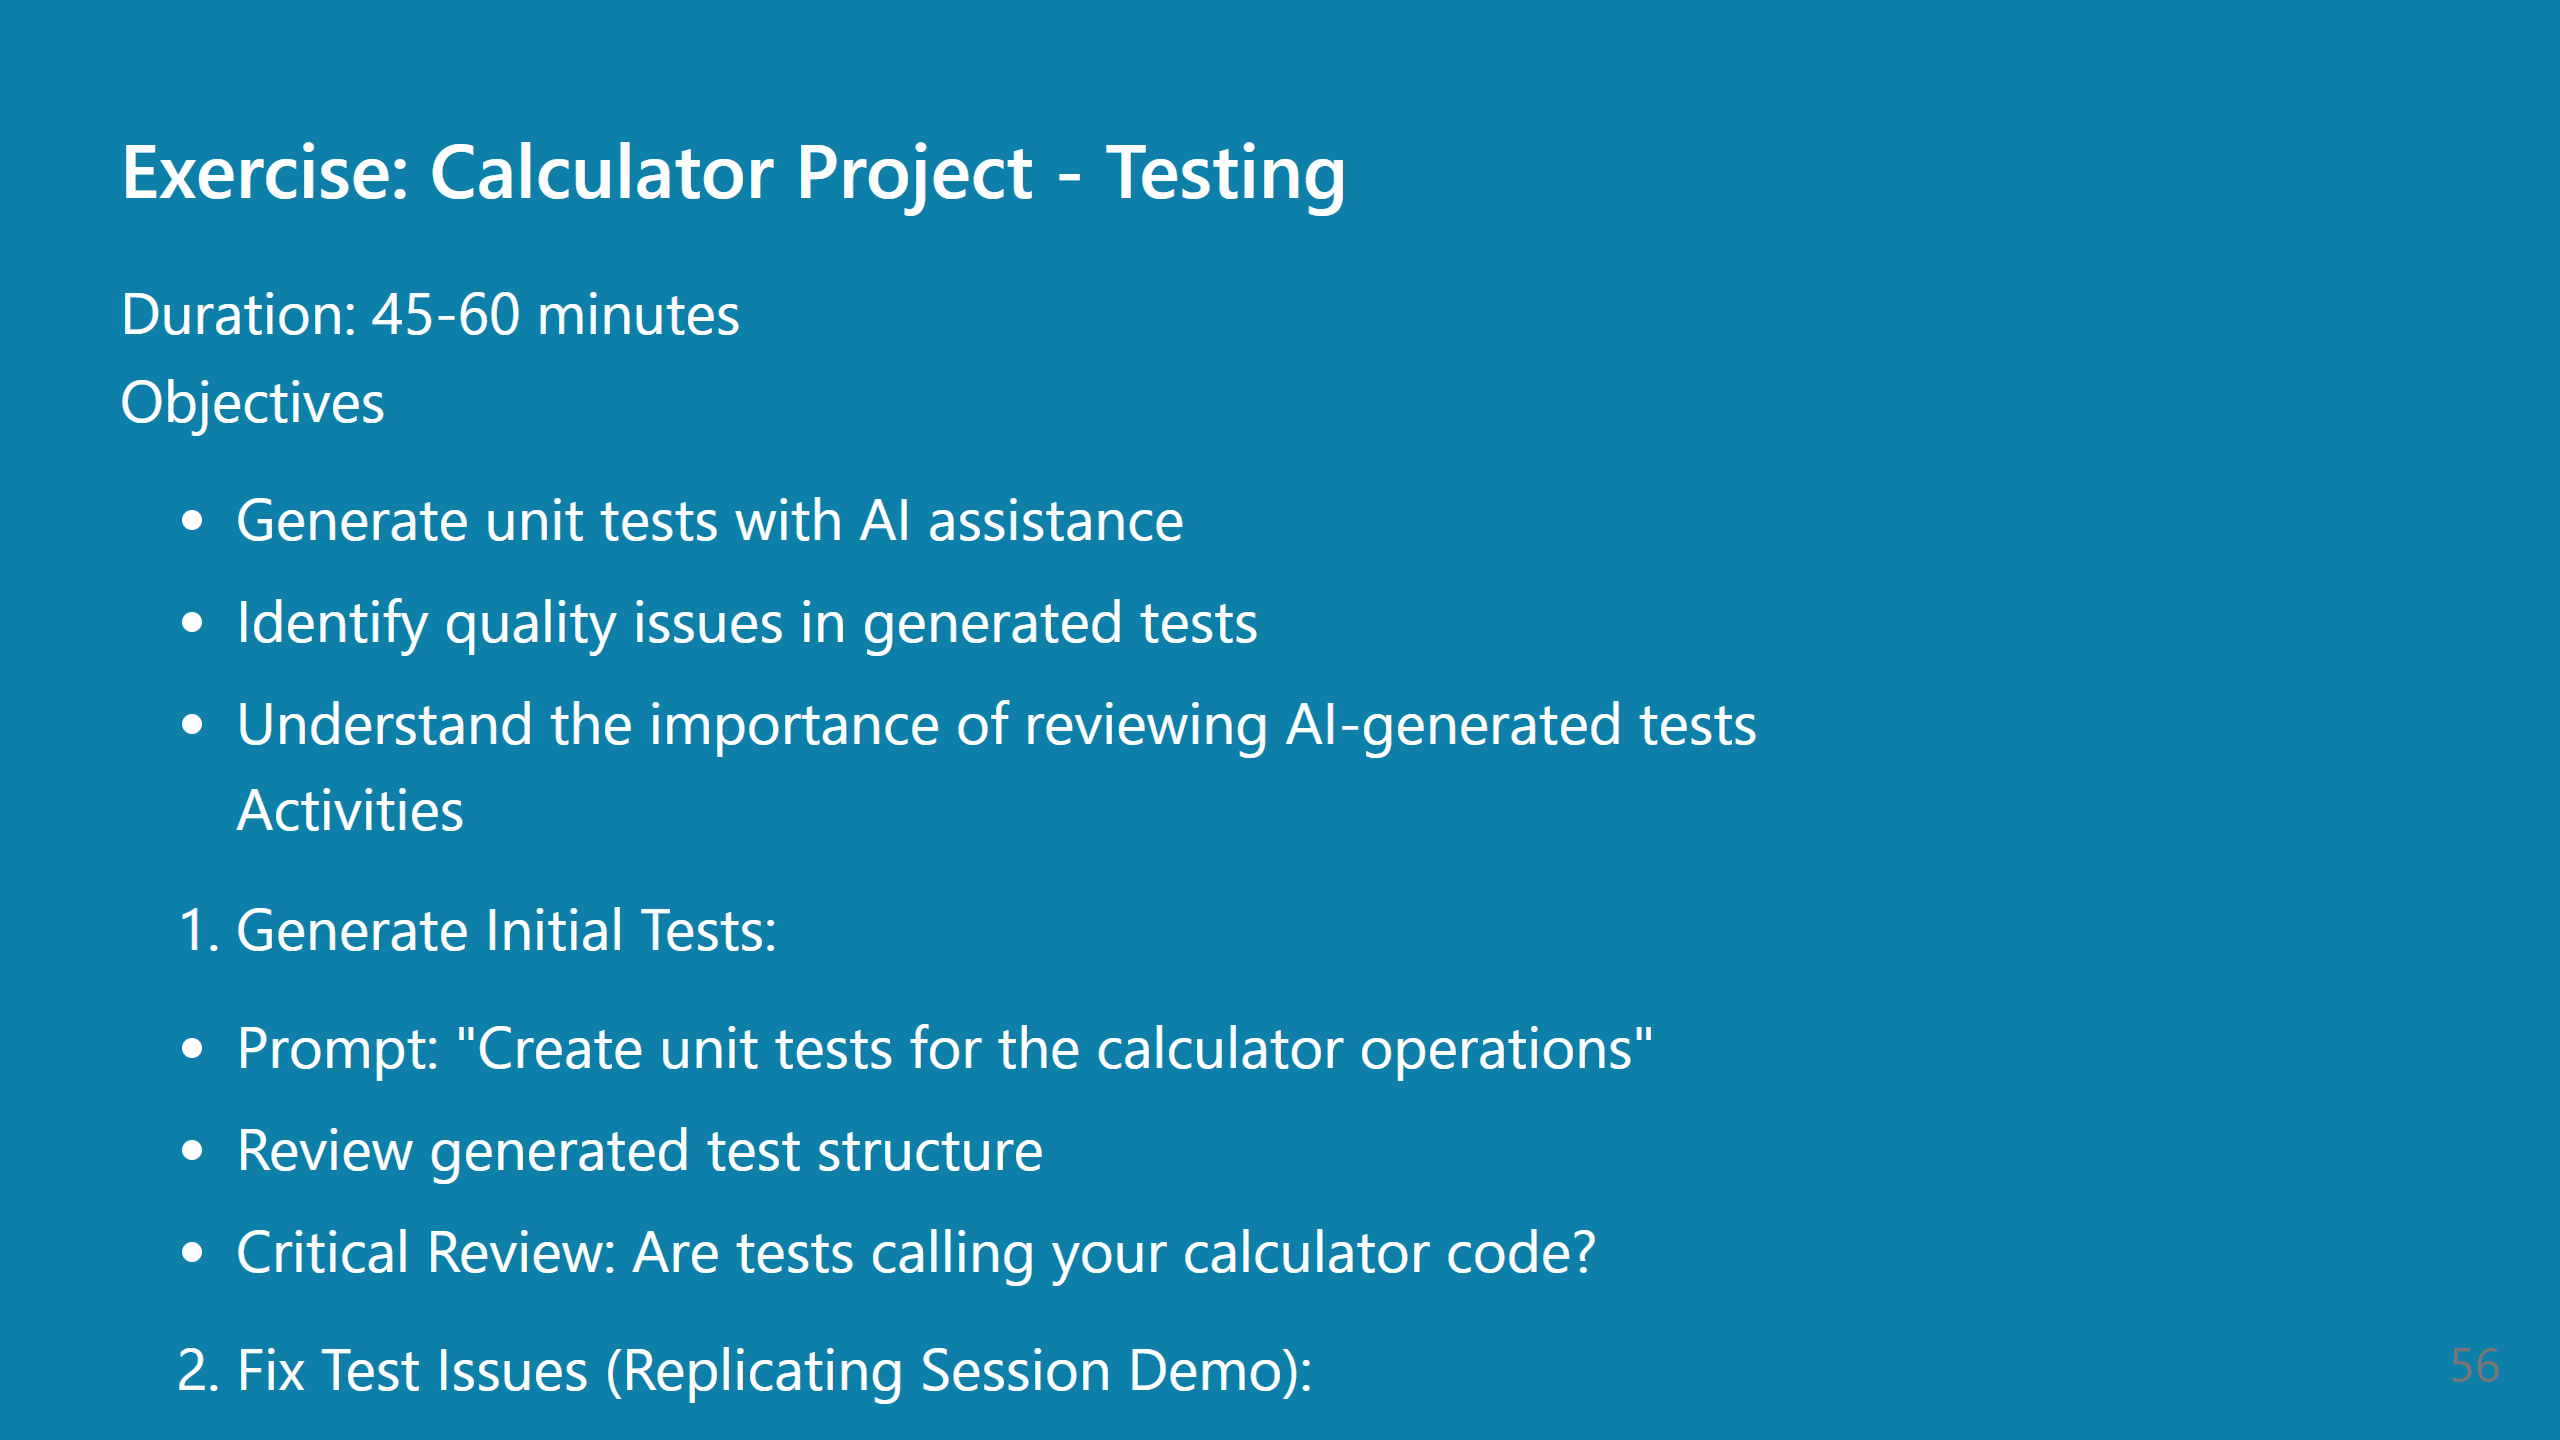 Exercise: Calculator Project - Testing
Duration: 45-60 minutes
Objectives
• Generate unit tests with AI assistance
• Identify quality issues in generated tests
• Understand the importance of reviewing AI-generated tests
Activities
1. Generate Initial Tests:
• Prompt: "Create unit tests for the calculator operations"
• Review generated test structure
• Critical Review: Are tests calling your calculator code?
2. Fix Test Issues (Replicating Session Demo):
56